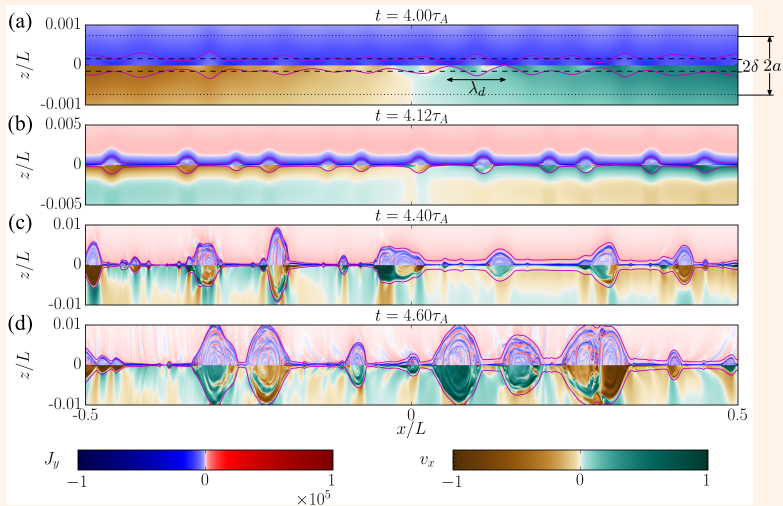 (a)
t = 4.00τ_A
0.001
0
-0.001
z/L
λ_d
2δ
2a
(b)
t = 4.12τ_A
0.005
0
-0.005
z/L
(c)
t = 4.40τ_A
0.01
0
-0.01
z/L
(d)
t = 4.60τ_A
0.01
0
-0.01
z/L
-0.5
0
0.5
x/L
J_y
−1
0
1
×10^5
v_x
−1
0
1